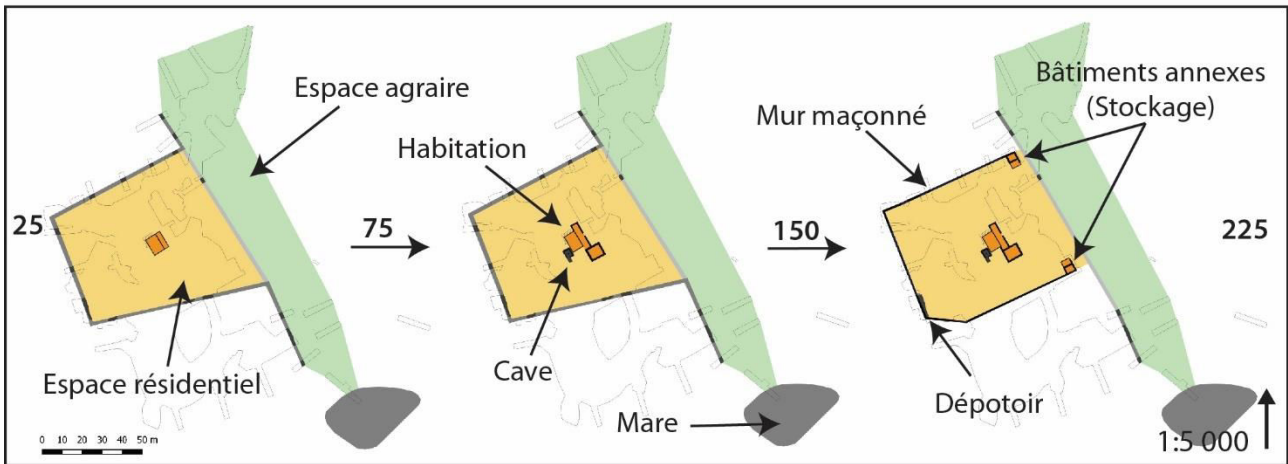 Espace agraire
Habitation
Mur maçonné
Bâtiments annexes
(Stockage)
25
75
150
225
Espace résidentiel
Cave
Mare
Dépotoir
0 10 20 30 40 50 m
1:5 000